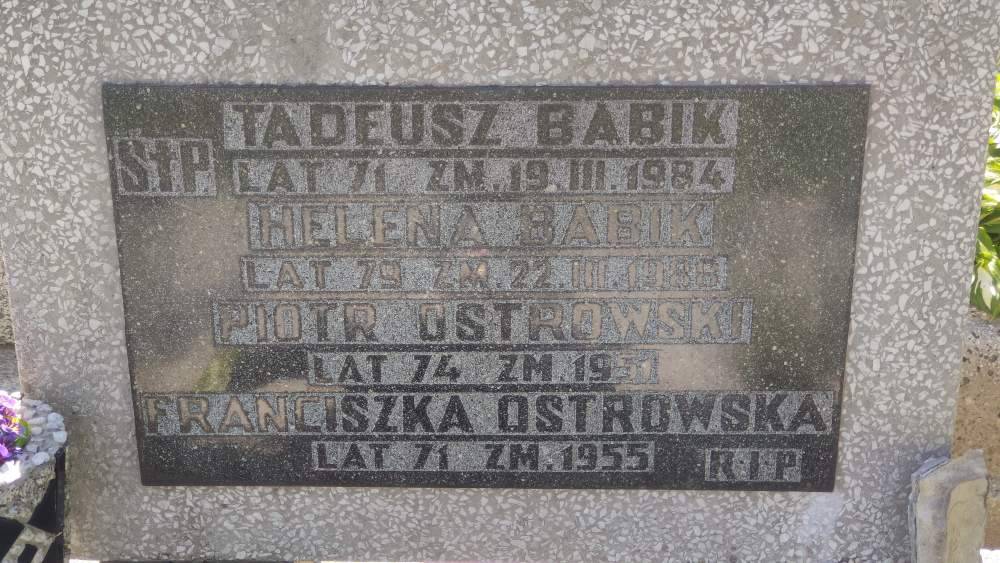 TADEUSZ BABIK
Ś†P LAT 71 ZM. 19.III.1984
HELENA BABIK
LAT 79 ZM. 22.III.1986
PIOTR OSTROWSKI
LAT 74 ZM. 1951
FRANCISZKA OSTROWSKA
LAT 71 ZM. 1955
R•I•P